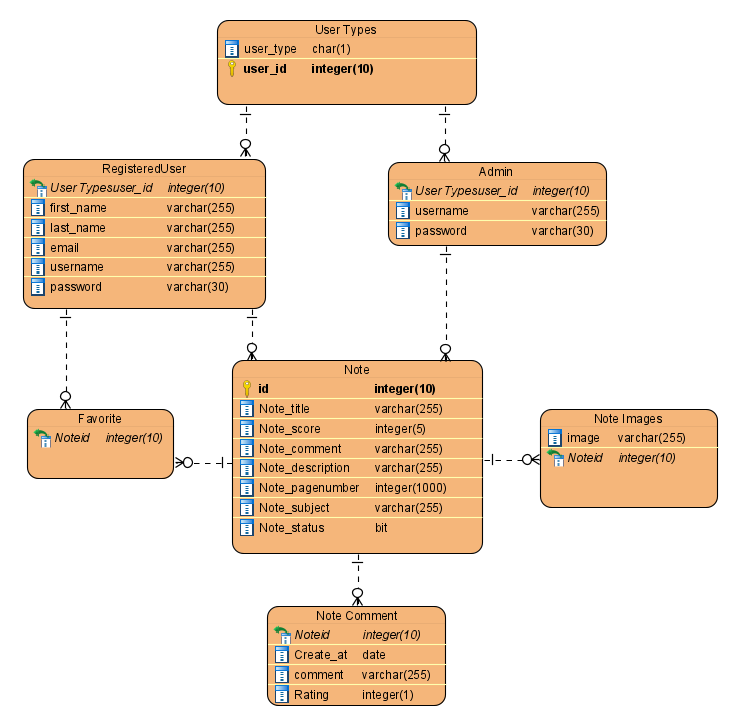 User Types
user_type char(1)
user_id integer(10)
RegisteredUser
User Typesuser_id integer(10)
first_name varchar(255)
last_name varchar(255)
email varchar(255)
username varchar(255)
password varchar(30)
Admin
User Typesuser_id integer(10)
username varchar(255)
password varchar(30)
Note
id integer(10)
Note_title varchar(255)
Note_score integer(5)
Note_comment varchar(255)
Note_description varchar(255)
Note_pagenumber integer(1000)
Note_subject varchar(255)
Note_status bit
Favorite
Noteid integer(10)
Note Images
image varchar(255)
Noteid integer(10)
Note Comment
Noteid integer(10)
Create_at date
comment varchar(255)
Rating integer(1)